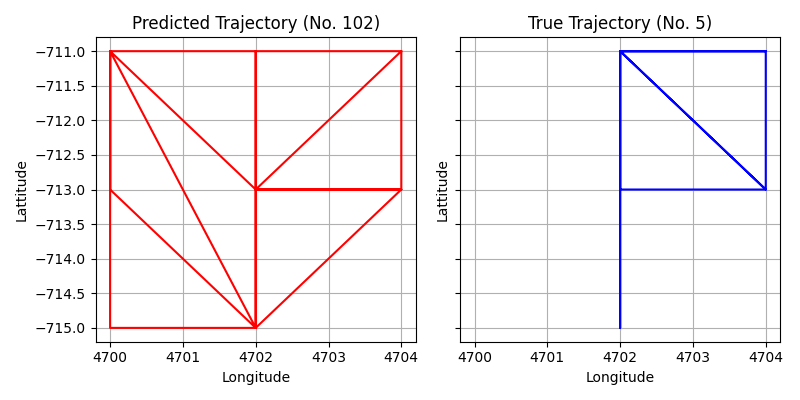 Predicted Trajectory (No. 102)
True Trajectory (No. 5)
−711.0
−711.5
−712.0
−712.5
−713.0
−713.5
−714.0
−714.5
−715.0
Lattitude
Lattitude
4700 4701 4702 4703 4704
4700 4701 4702 4703 4704
Longitude
Longitude